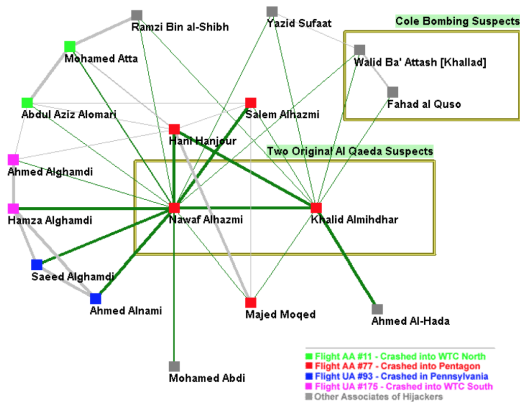 Cole Bombing Suspects
Ramzi Bin al-Shibh
Yazid Sufaat
Mohamed Atta
Walid Ba' Attash [Khallad]
Fahad al Quso
Abdul Aziz Alomari
Salem Alhazmi
Hani Hanjour
Two Original Al Qaeda Suspects
Ahmed Alghamdi
Hamza Alghamdi
Nawaf Alhazmi
Khalid Almihdhar
Saeed Alghamdi
Ahmed Alnami
Majed Moqed
Ahmed Al-Hada
Mohamed Abdi
Flight AA #11 - Crashed into WTC North
Flight AA #77 - Crashed into Pentagon
Flight UA #93 - Crashed in Pennsylvania
Flight UA #175 - Crashed into WTC South
Other Associates of Hijackers